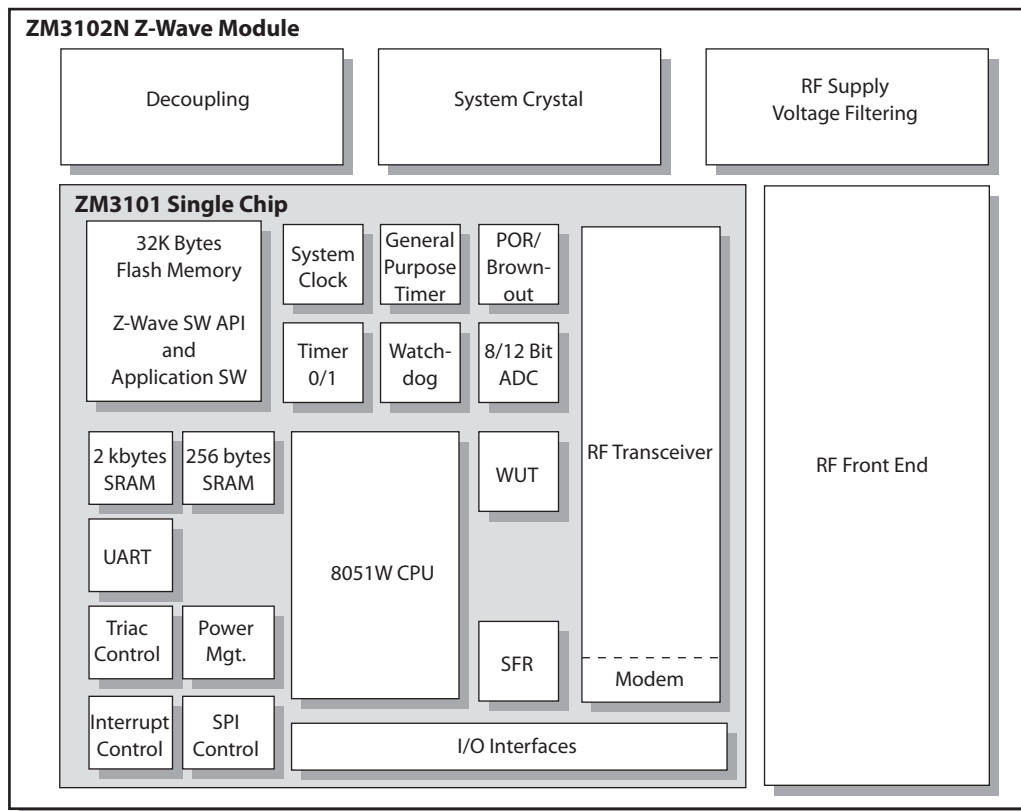 ZM3102N Z-Wave Module
Decoupling
System Crystal
RF Supply
Voltage Filtering
ZM3101 Single Chip
32K Bytes
Flash Memory
Z-Wave SW API
and
Application SW
System
Clock
General
Purpose
Timer
POR/
Brown-
out
Timer
0/1
Watch-
dog
8/12 Bit
ADC
2 kbytes
SRAM
256 bytes
SRAM
8051W CPU
WUT
RF Transceiver
RF Front End
UART
Triac
Control
Power
Mgt.
SFR
Modem
Interrupt
Control
SPI
Control
I/O Interfaces